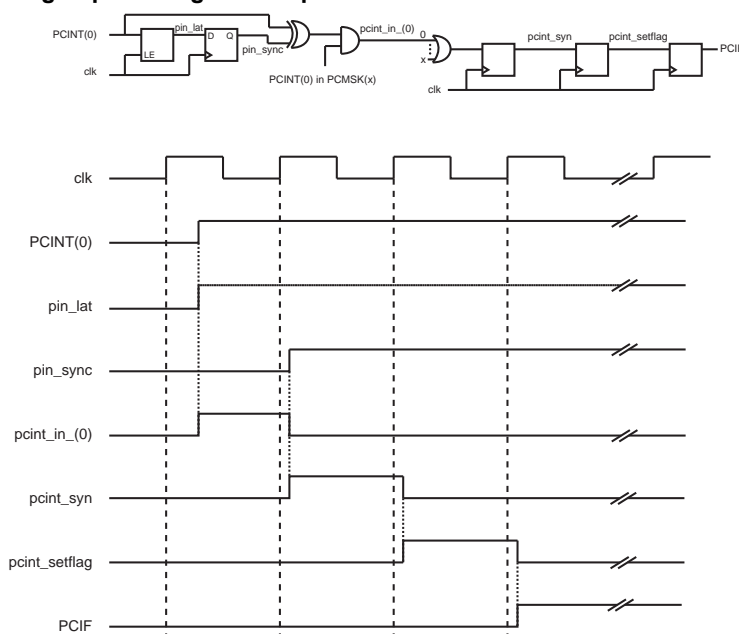 PCINT(0)
pin_lat
D Q
LE
pin_sync
clk
PCINT(0) in PCMSK(x)
pcint_in_(0)
0
x
clk
pcint_syn
pcint_setflag
PCI
clk
PCINT(0)
pin_lat
pin_sync
pcint_in_(0)
pcint_syn
pcint_setflag
PCIF